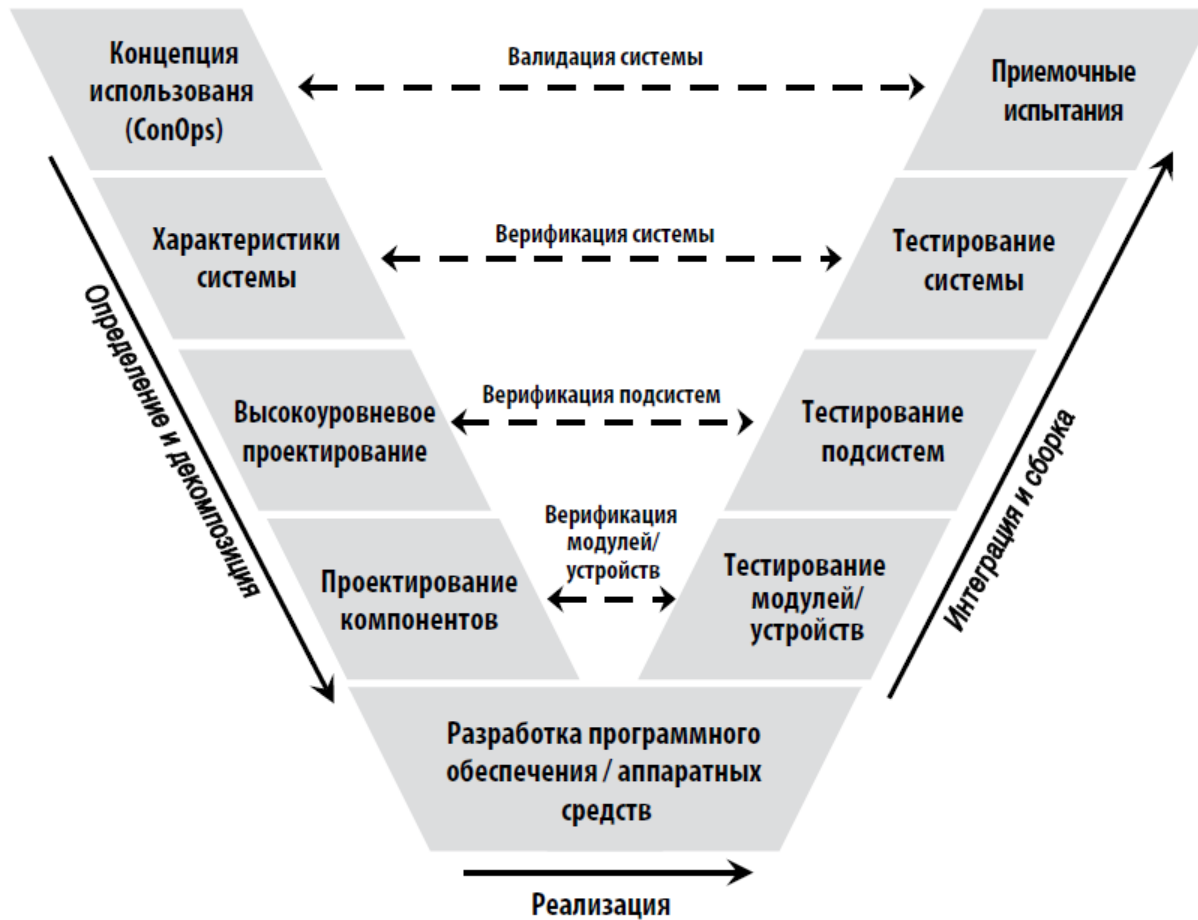 Концепция
использованя
(ConOps)
Валидация системы
Приемочные
испытания
Характеристики
системы
Верификация системы
Тестирование
системы
Определение и декомпозиция
Высокоуровневое
проектирование
Верификация подсистем
Тестирование
подсистем
Интеграция и сборка
Проектирование
компонентов
Верификация
модулей/
устройств
Тестирование
модулей/
устройств
Разработка программного
обеспечения / аппаратных
средств
Реализация